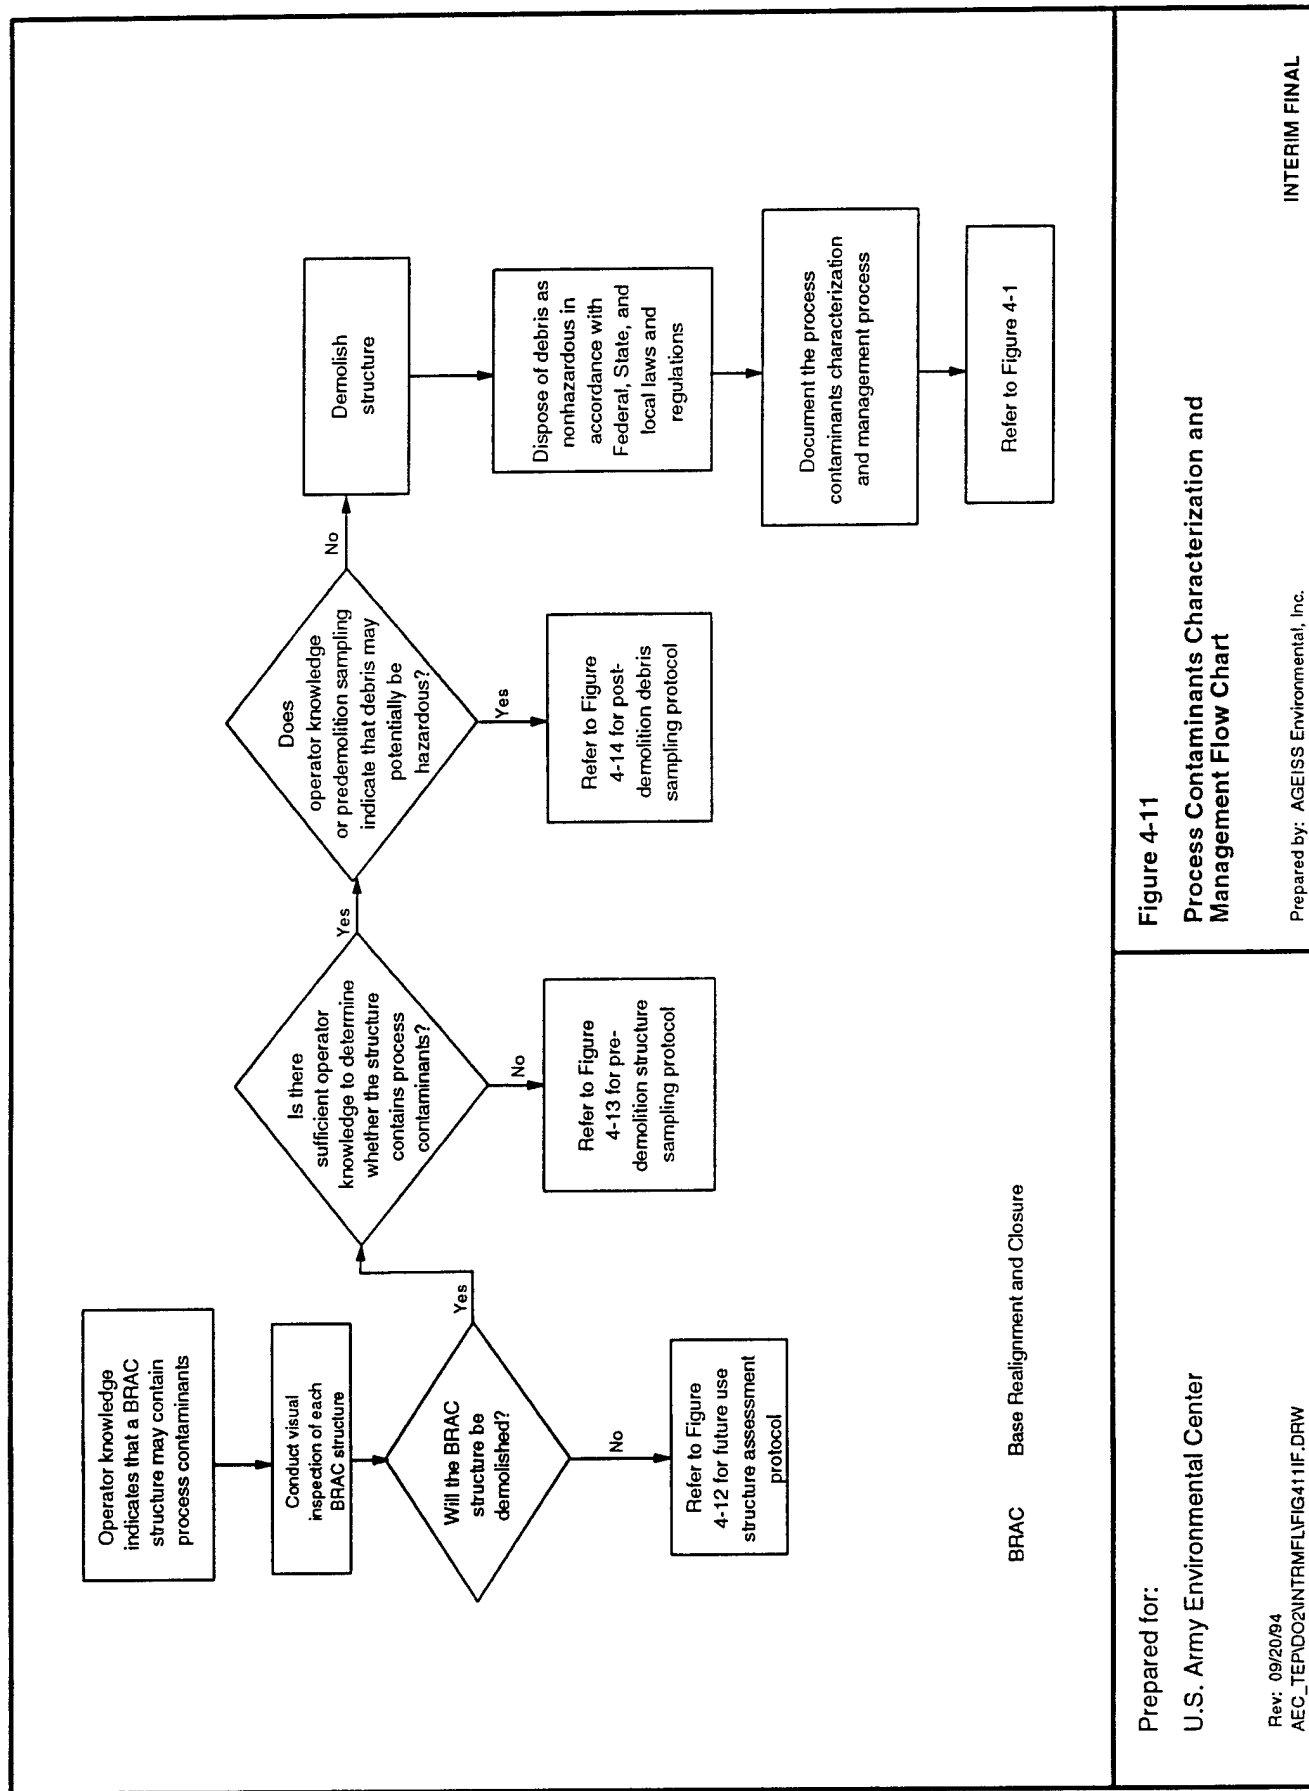 Operator knowledge
indicates that a BRAC
structure may contain
process contaminants
Conduct visual
inspection of each
BRAC structure
Will the BRAC
structure be
demolished?
Yes
No
Refer to Figure
4-12 for future use
structure assessment
protocol
Is there
sufficient operator
knowledge to determine
whether the structure
contains process
contaminants?
Yes
No
Refer to Figure
4-13 for pre-
demolition structure
sampling protocol
Does
operator knowledge
or predemolition sampling
indicate that debris may
potentially be
hazardous?
No
Yes
Refer to Figure
4-14 for post-
demolition debris
sampling protocol
Demolish
structure
Dispose of debris as
nonhazardous in
accordance with
Federal, State, and
local laws and
regulations
Document the process
contaminants characterization
and management process
Refer to Figure 4-1
BRAC Base Realignment and Closure
Prepared for:
U.S. Army Environmental Center
Rev: 09/20/94
AEC_TEP\DO2\INTRMFL\FIG411IF.DRW
Figure 4-11
Process Contaminants Characterization and
Management Flow Chart
Prepared by: AGEISS Environmental, Inc.
INTERIM FINAL